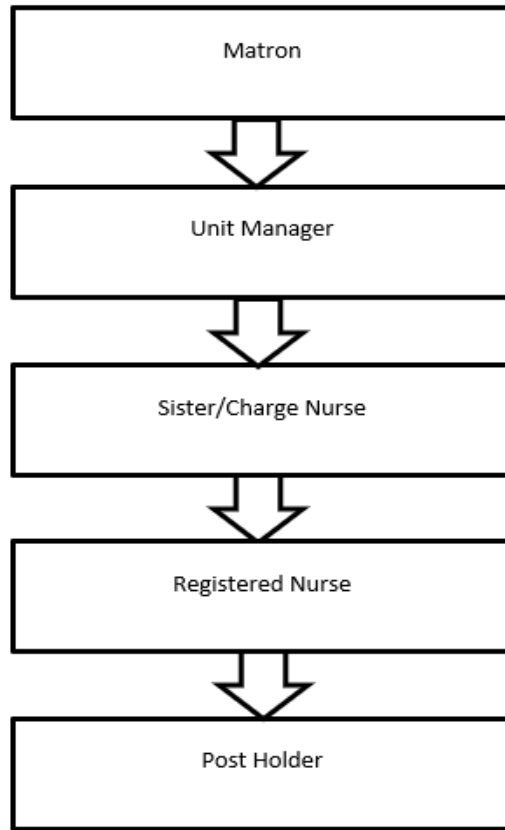 Matron
Unit Manager
Sister/Charge Nurse
Registered Nurse
Post Holder